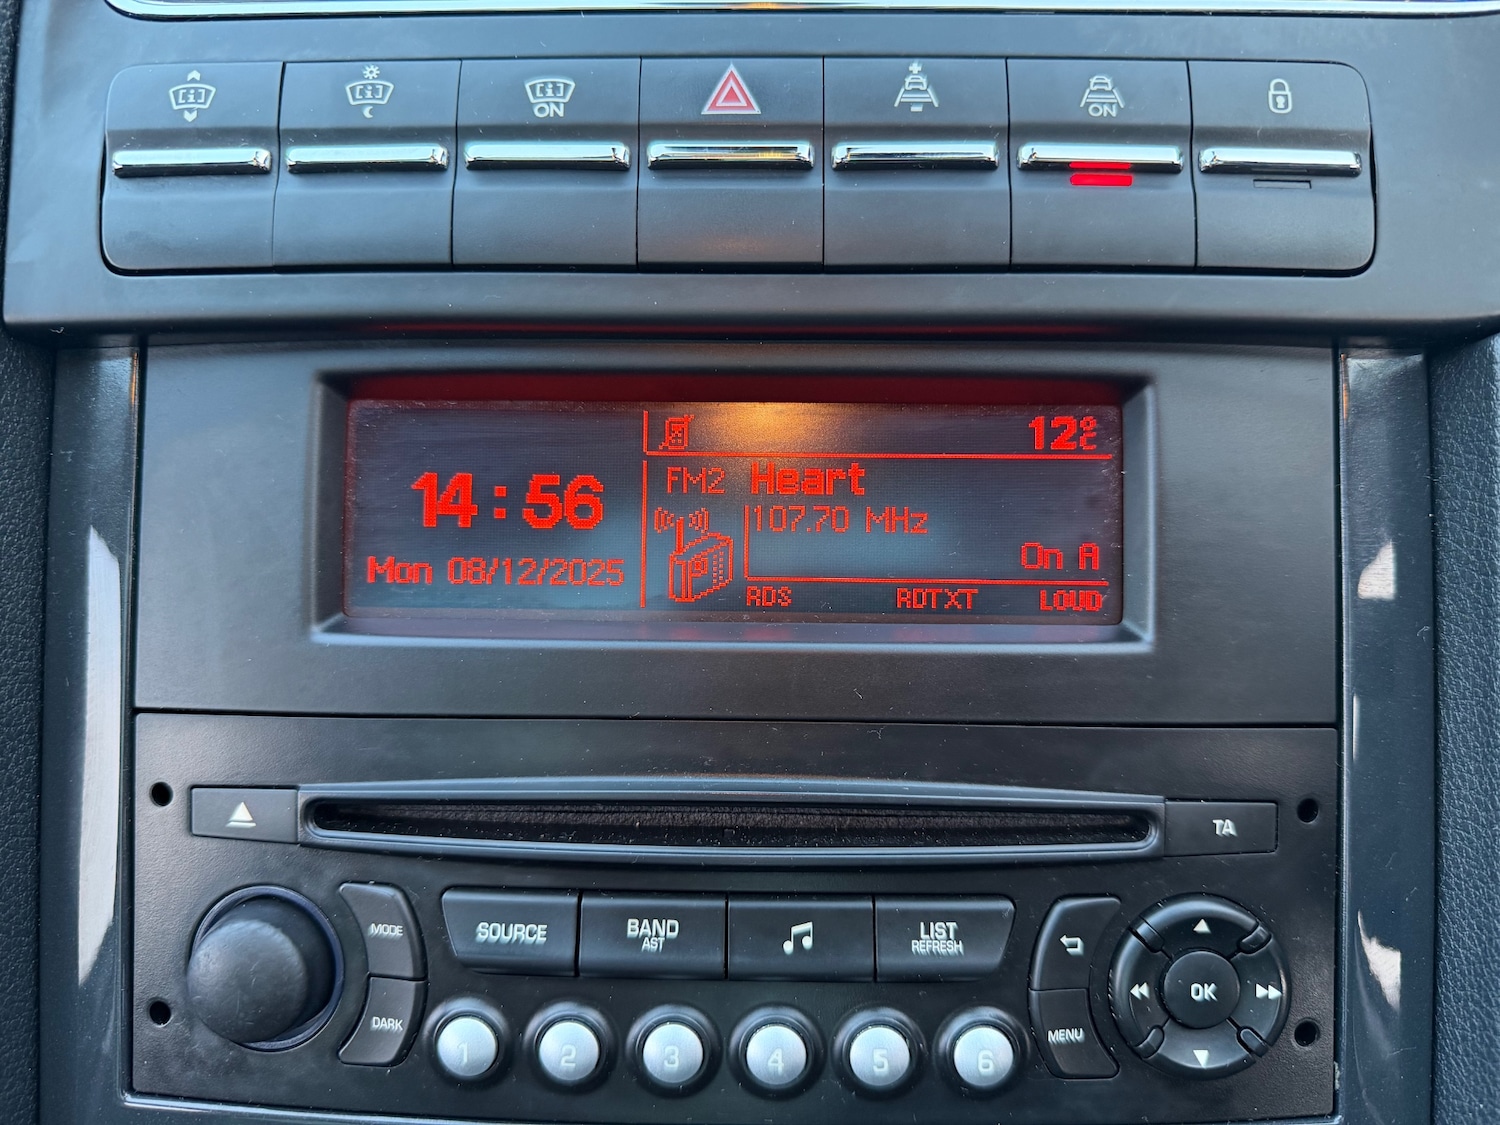 ON
ON
12°C
FM2 Heart
14:56
107.70 MHz
On A
Mon 08/12/2025
RDS RDTXT LOUD
TA
MODE
SOURCE
BAND
AST
LIST
REFRESH
OK
DARK
MENU
1 2 3 4 5 6